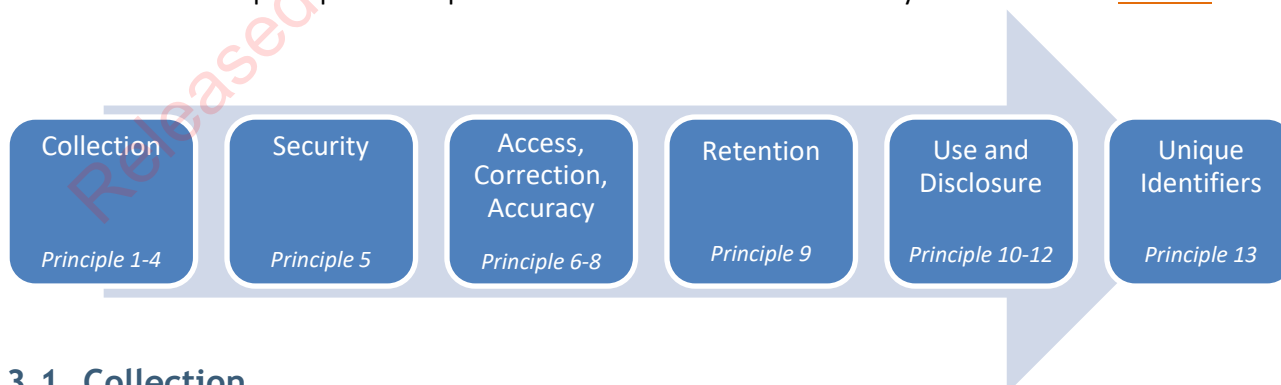 Released
Collection
Principle 1-4
Security
Principle 5
Access,
Correction,
Accuracy
Principle 6-8
Retention
Principle 9
Use and
Disclosure
Principle 10-12
Unique
Identifiers
Principle 13
3.1 Collection